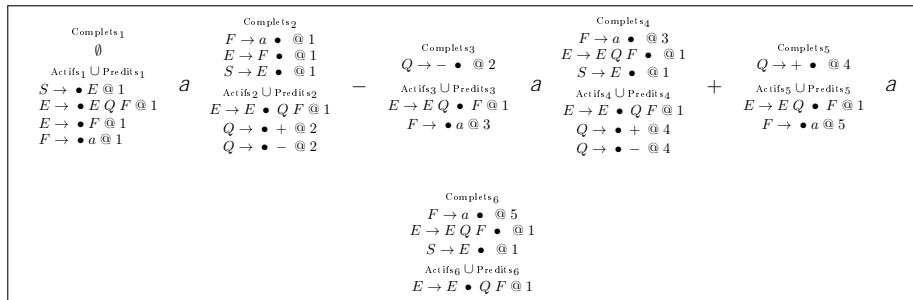 Complets₁
∅
Actifs₁ ∪ Predits₁
S → • E @ 1
E → • E Q F @ 1
E → • F @ 1
F → • a @ 1
a
Complets₂
F → a • @ 1
E → F • @ 1
S → E • @ 1
Actifs₂ ∪ Predits₂
E → E • Q F @ 1
Q → • + @ 2
Q → • − @ 2
−
Complets₃
Q → − • @ 2
Actifs₃ ∪ Predits₃
E → E Q • F @ 1
F → • a @ 3
a
Complets₄
F → a • @ 3
E → E Q F • @ 1
S → E • @ 1
Actifs₄ ∪ Predits₄
E → E • Q F @ 1
Q → • + @ 4
Q → • − @ 4
+
Complets₅
Q → + • @ 4
Actifs₅ ∪ Predits₅
E → E Q • F @ 1
F → • a @ 5
a
Complets₆
F → a • @ 5
E → E Q F • @ 1
S → E • @ 1
Actifs₆ ∪ Predits₆
E → E • Q F @ 1